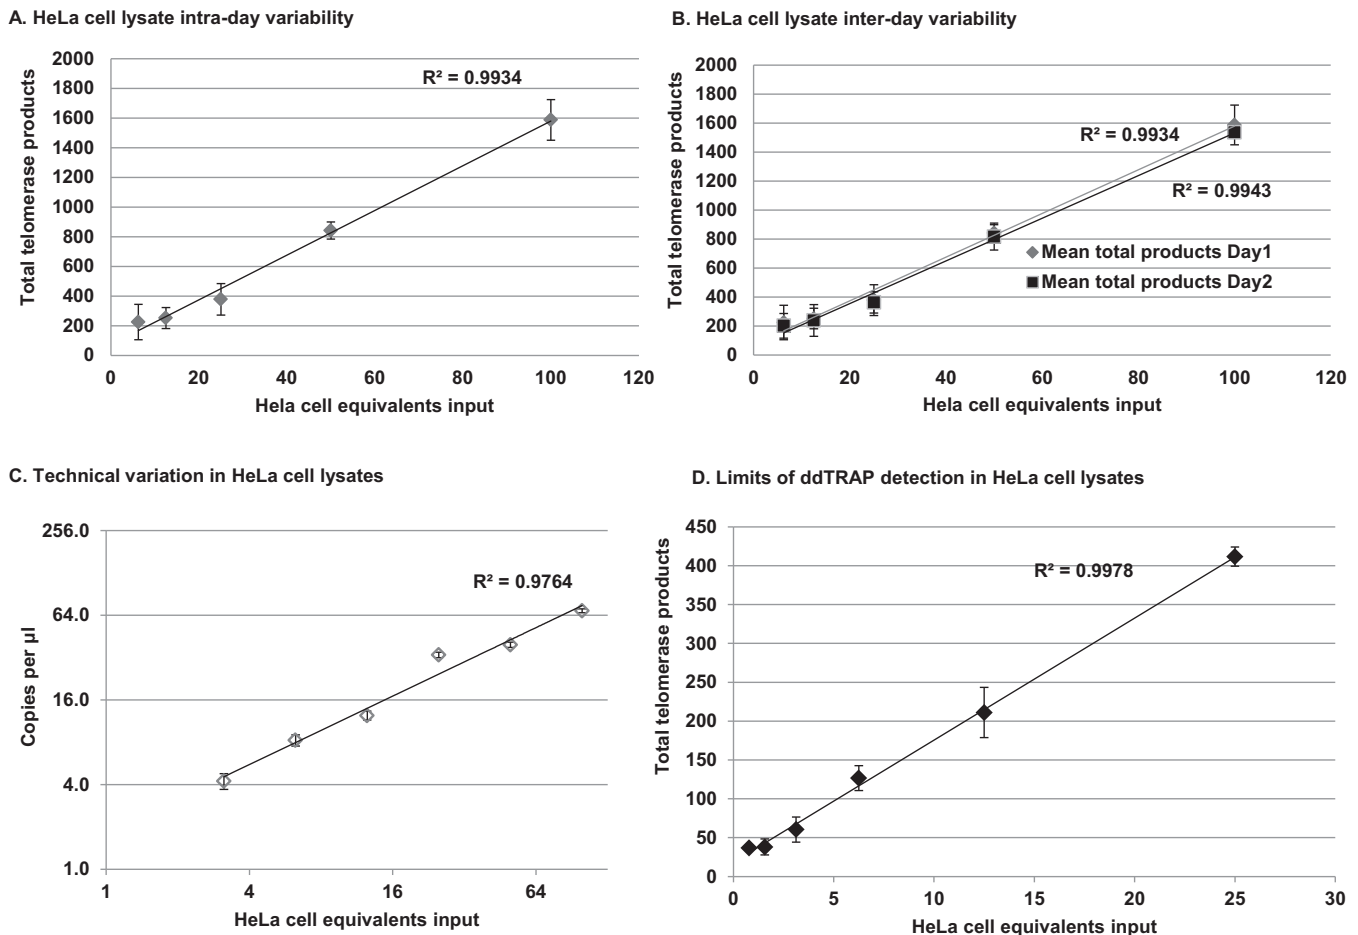 A. HeLa cell lysate intra-day variability
Total telomerase products
2000
1800
1600
1400
1200
1000
800
600
400
200
0
R² = 0.9934
0 20 40 60 80 100 120
Hela cell equivalents input
B. HeLa cell lysate inter-day variability
Total telomerase products
2000
1800
1600
1400
1200
1000
800
600
400
200
0
R² = 0.9934
R² = 0.9943
Mean total products Day1
Mean total products Day2
0 20 40 60 80 100 120
Hela cell equivalents input
C. Technical variation in HeLa cell lysates
Copies per µl
256.0
64.0
16.0
4.0
1.0
R² = 0.9764
1 4 16 64
HeLa cell equivalents input
D. Limits of ddTRAP detection in HeLa cell lysates
Total telomerase products
450
400
350
300
250
200
150
100
50
0
R² = 0.9978
0 5 10 15 20 25 30
HeLa cell equivalents input